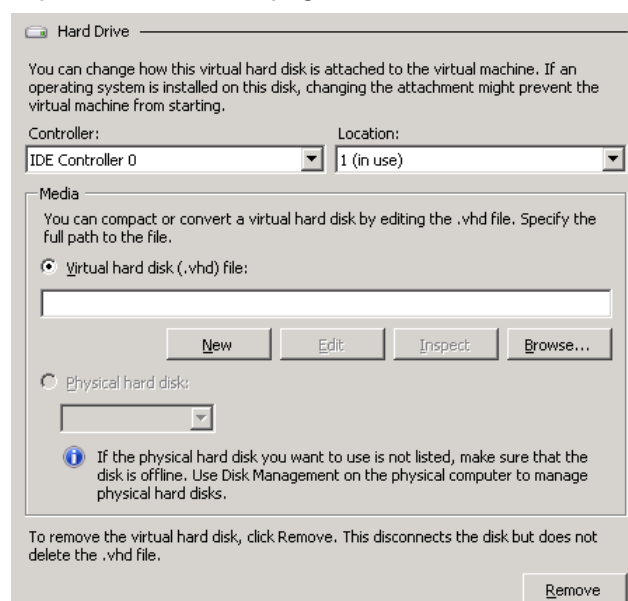 Hard Drive
You can change how this virtual hard disk is attached to the virtual machine. If an
operating system is installed on this disk, changing the attachment might prevent the
virtual machine from starting.
Controller: Location:
IDE Controller 0 1 (in use)
Media
You can compact or convert a virtual hard disk by editing the .vhd file. Specify the
full path to the file.
Virtual hard disk (.vhd) file:
New Edit Inspect Browse...
Physical hard disk:
If the physical hard disk you want to use is not listed, make sure that the
disk is offline. Use Disk Management on the physical computer to manage
physical hard disks.
To remove the virtual hard disk, click Remove. This disconnects the disk but does not
delete the .vhd file.
Remove